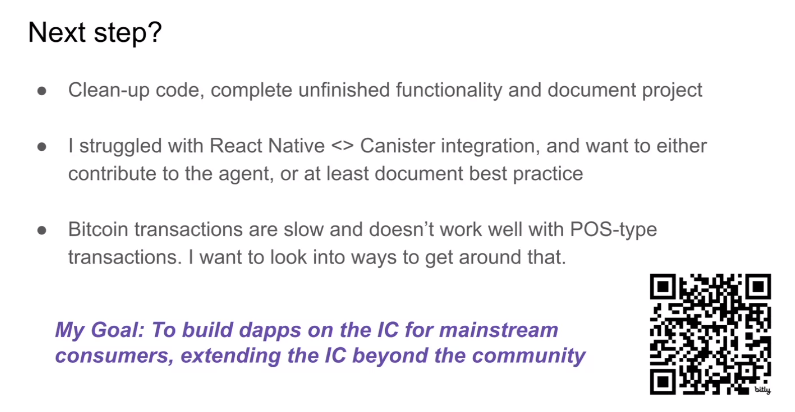 Next step?
● Clean-up code, complete unfinished functionality and document project
● I struggled with React Native <> Canister integration, and want to either
contribute to the agent, or at least document best practice
● Bitcoin transactions are slow and doesn’t work well with POS-type
transactions. I want to look into ways to get around that.
My Goal: To build dapps on the IC for mainstream
consumers, extending the IC beyond the community
bitly